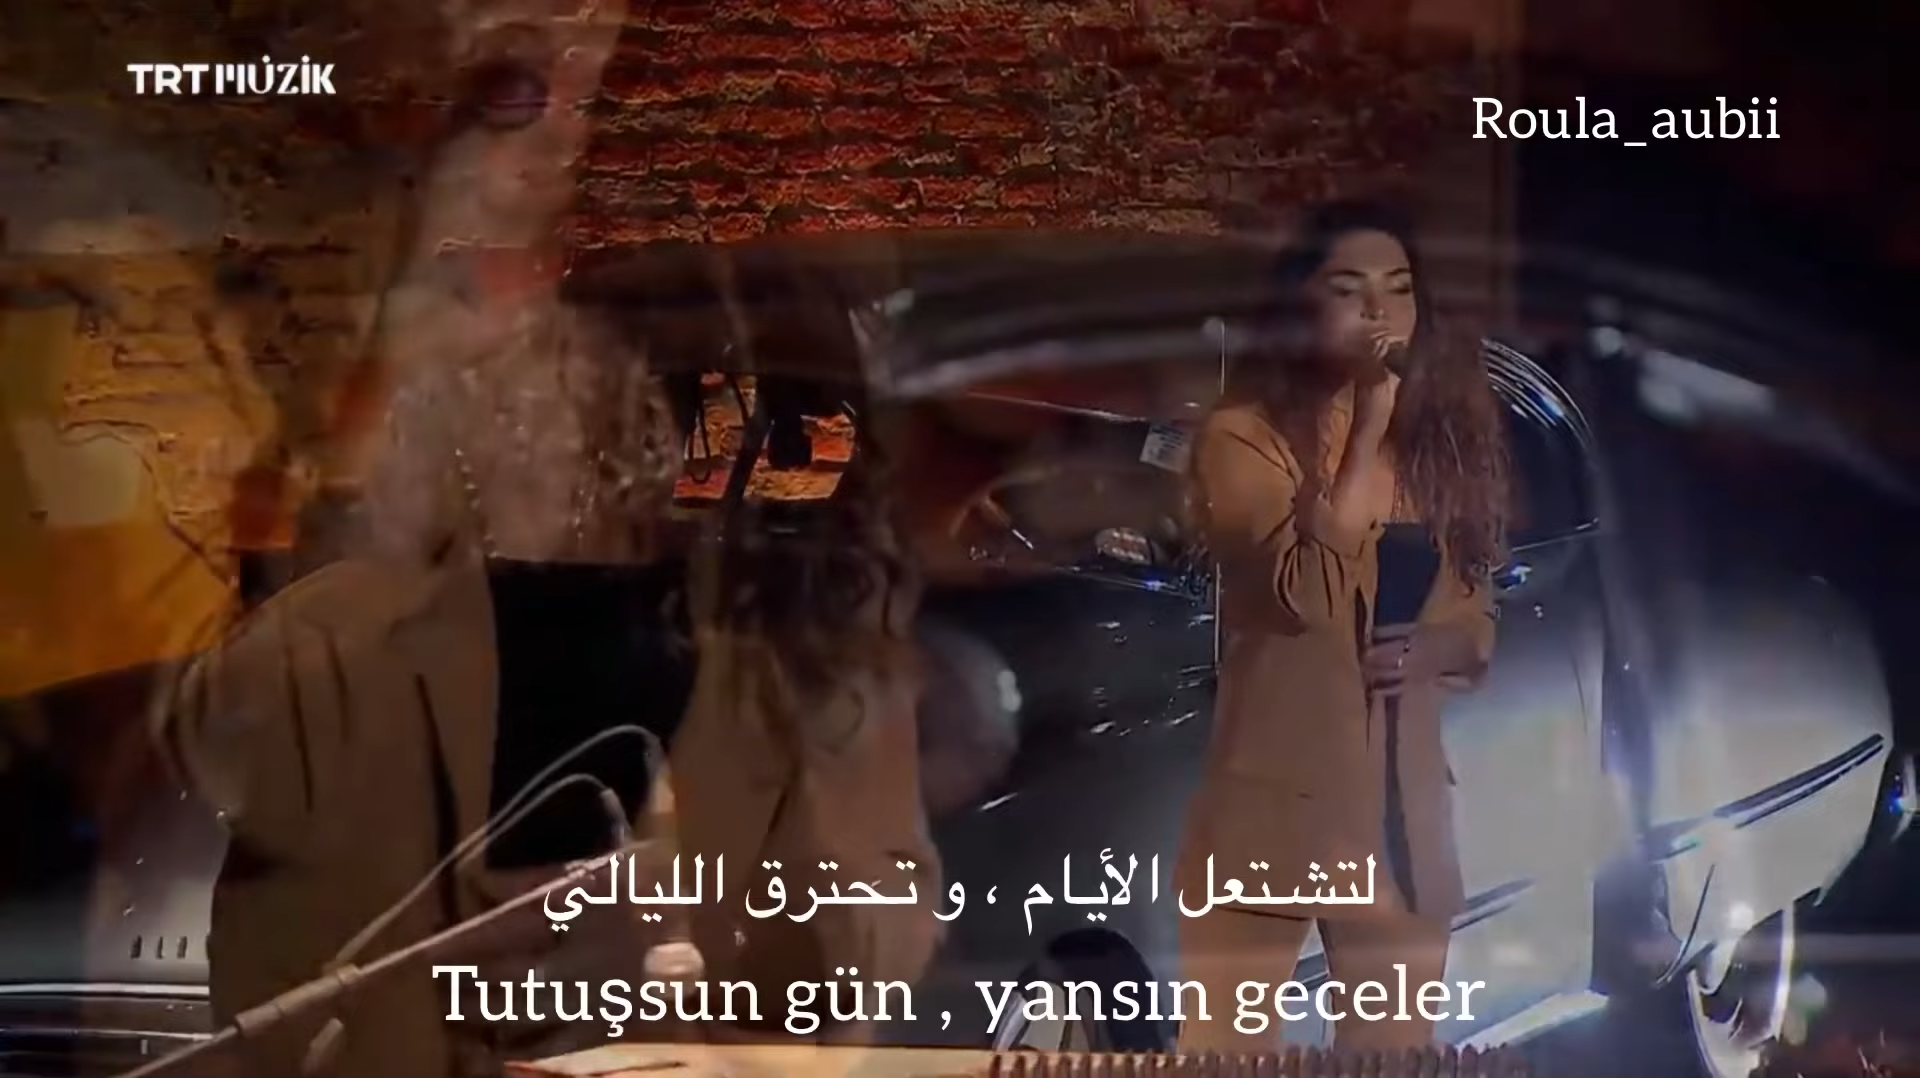 TRT MÜZİK
Roula_aubii
لتشتعل الأيام ، و تحترق الليالي
Tutuşsun gün , yansın geceler